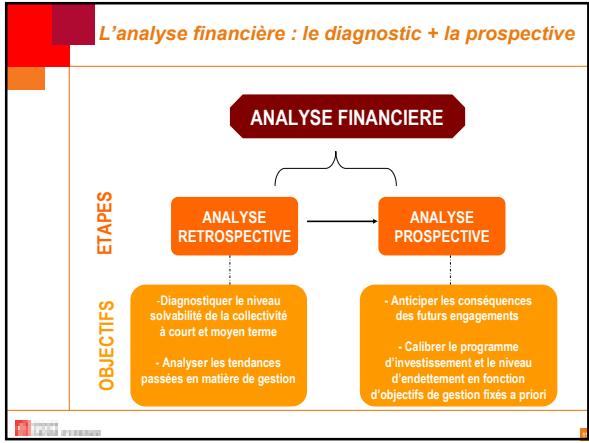 L'analyse financière : le diagnostic + la prospective
ANALYSE FINANCIERE
ETAPES
ANALYSE
RETROSPECTIVE
ANALYSE
PROSPECTIVE
OBJECTIFS
-Diagnostiquer le niveau
solvabilité de la collectivité
à court et moyen terme
- Analyser les tendances
passées en matière de gestion
- Anticiper les conséquences
des futurs engagements
- Calibrer le programme
d'investissement et le niveau
d'endettement en fonction
d'objectifs de gestion fixés a priori